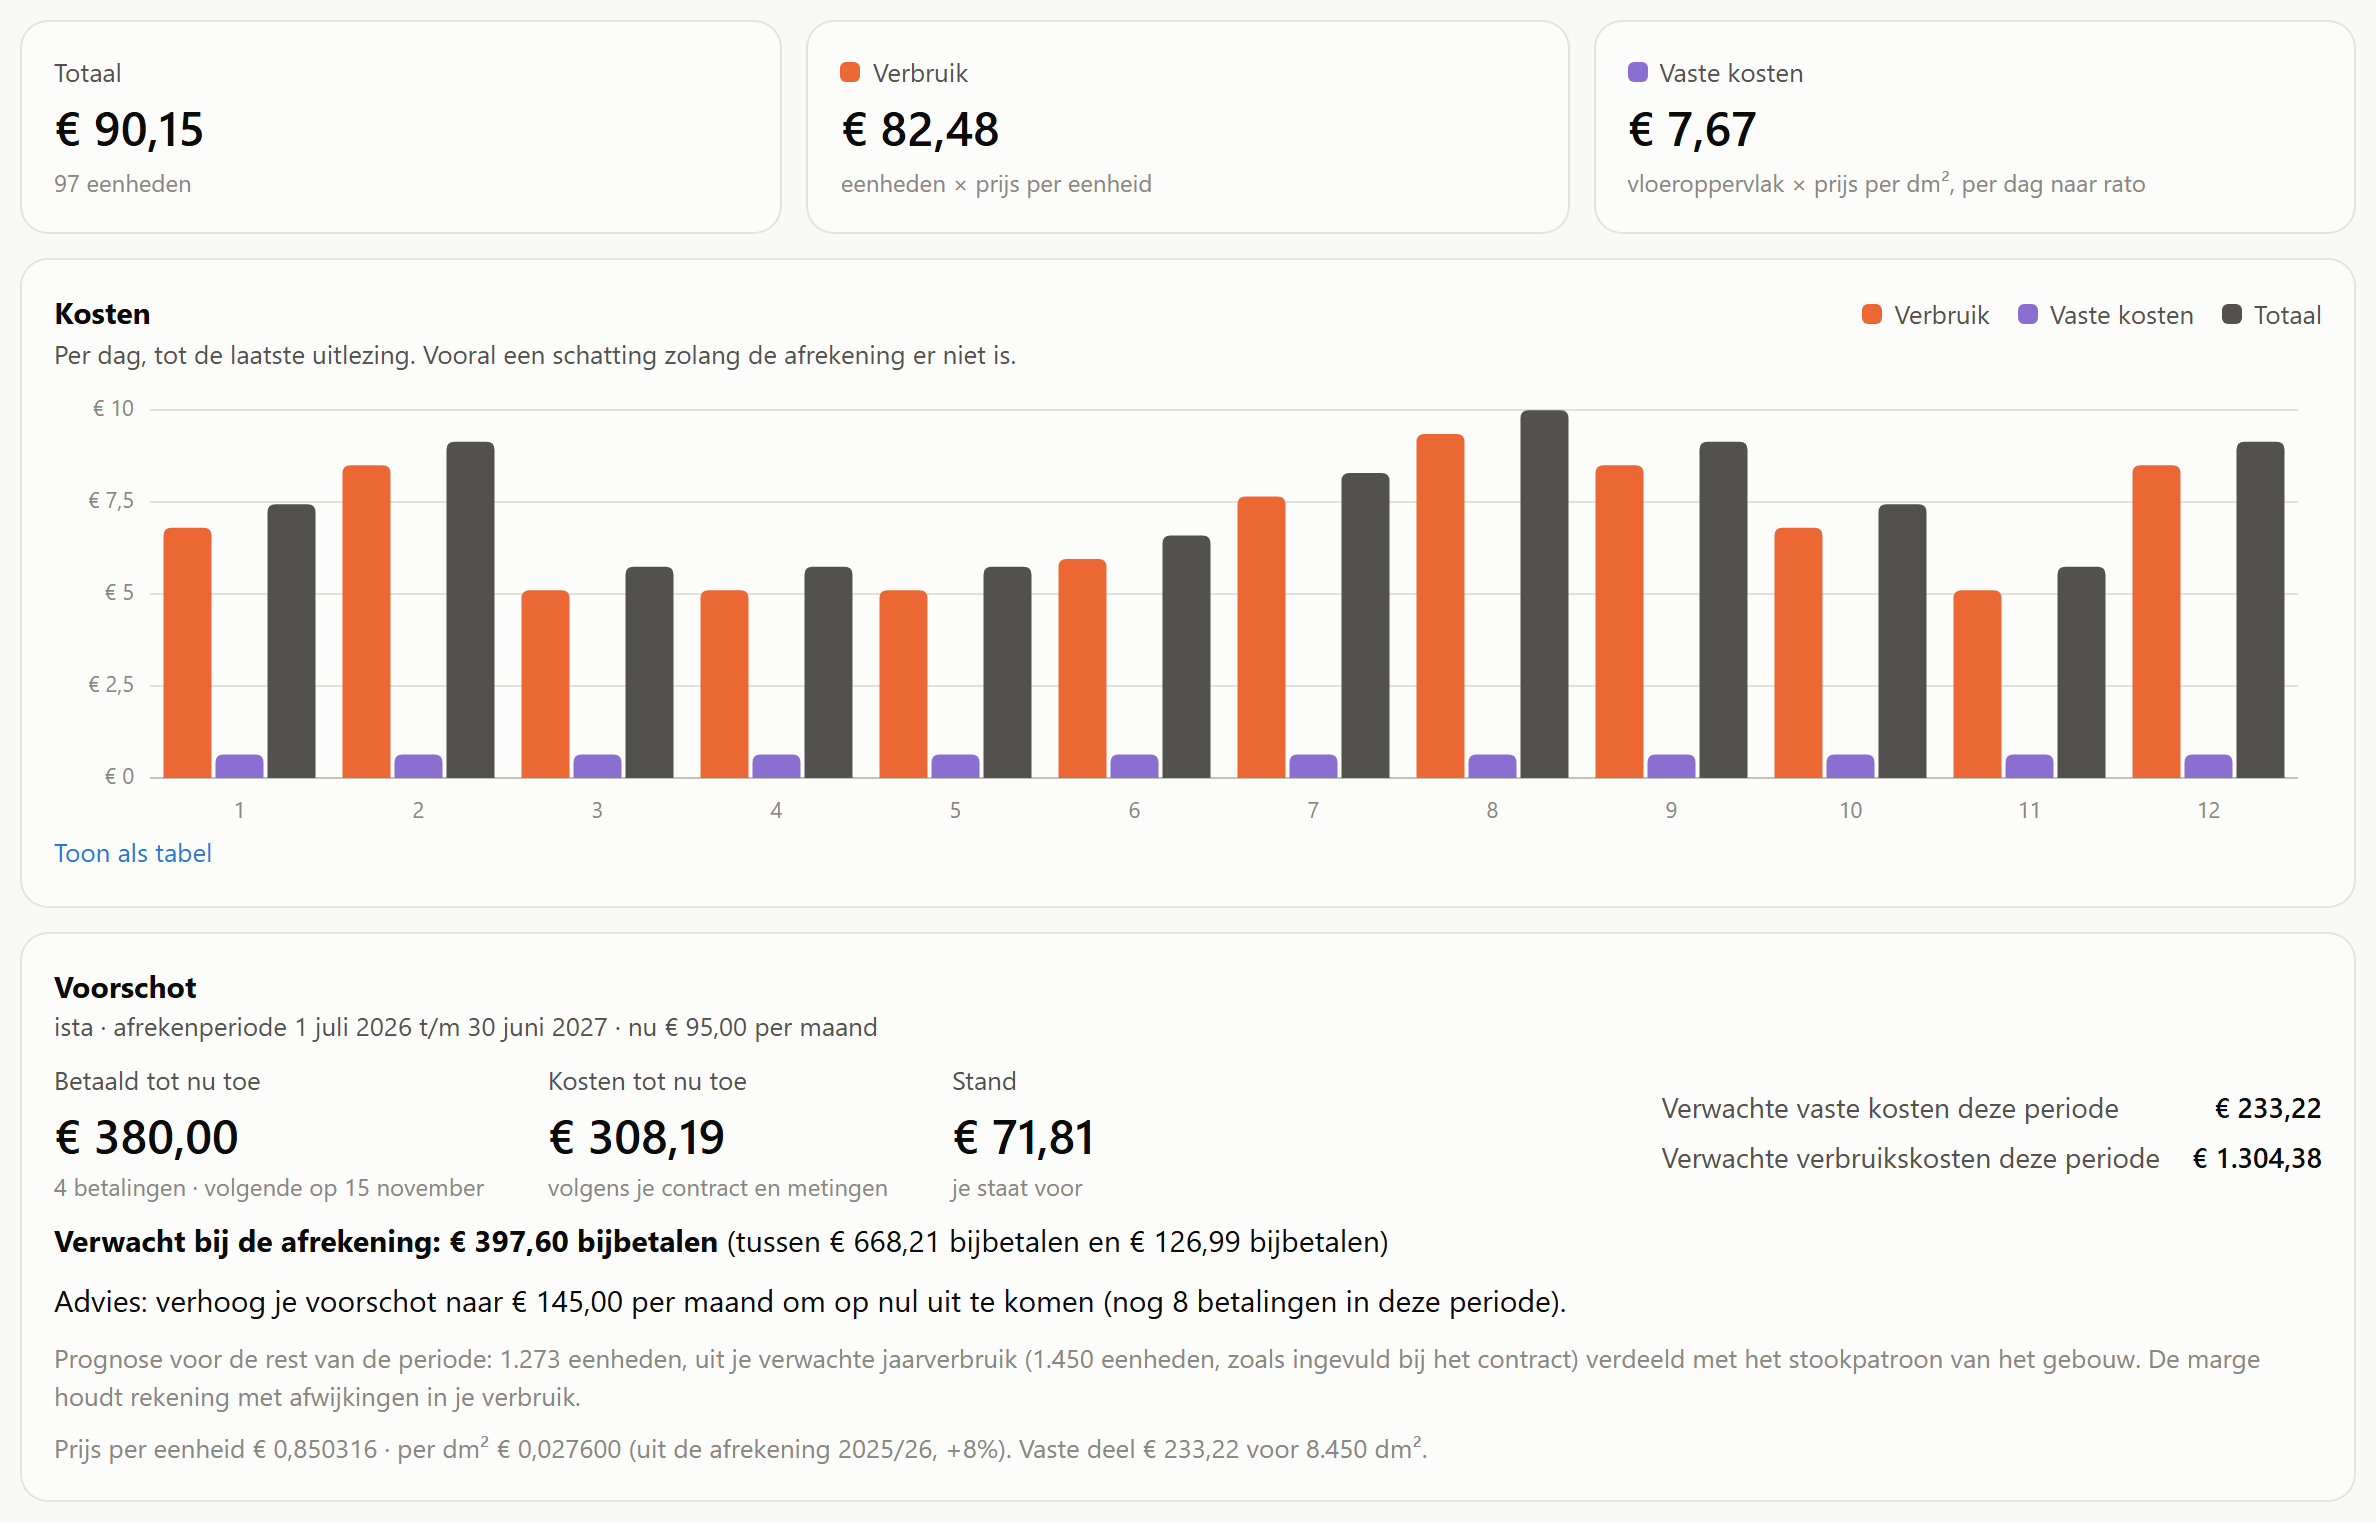 Totaal
€ 90,15
97 eenheden
Verbruik
€ 82,48
eenheden × prijs per eenheid
Vaste kosten
€ 7,67
vloeroppervlak × prijs per dm², per dag naar rato
Kosten
Per dag, tot de laatste uitlezing. Vooral een schatting zolang de afrekening er niet is.
Verbruik
Vaste kosten
Totaal
€ 10
€ 7,5
€ 5
€ 2,5
€ 0
1 2 3 4 5 6 7 8 9 10 11 12
Toon als tabel
Voorschot
ista · afrekenperiode 1 juli 2026 t/m 30 juni 2027 · nu € 95,00 per maand
Betaald tot nu toe
€ 380,00
4 betalingen · volgende op 15 november
Kosten tot nu toe
€ 308,19
volgens je contract en metingen
Stand
€ 71,81
je staat voor
Verwachte vaste kosten deze periode € 233,22
Verwachte verbruikskosten deze periode € 1.304,38
Verwacht bij de afrekening: € 397,60 bijbetalen (tussen € 668,21 bijbetalen en € 126,99 bijbetalen)
Advies: verhoog je voorschot naar € 145,00 per maand om op nul uit te komen (nog 8 betalingen in deze periode).
Prognose voor de rest van de periode: 1.273 eenheden, uit je verwachte jaarverbruik (1.450 eenheden, zoals ingevuld bij het contract) verdeeld met het stookpatroon van het gebouw. De marge
houdt rekening met afwijkingen in je verbruik.
Prijs per eenheid € 0,850316 · per dm² € 0,027600 (uit de afrekening 2025/26, +8%). Vaste deel € 233,22 voor 8.450 dm².